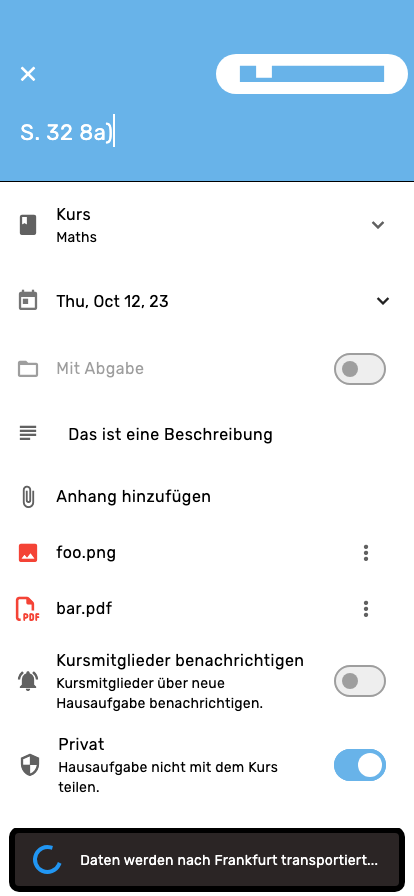 S. 32 8a)
Kurs
Maths
Thu, Oct 12, 23
Mit Abgabe
Das ist eine Beschreibung
Anhang hinzufügen
foo.png
PDF
bar.pdf
Kursmitglieder benachrichtigen
Kursmitglieder über neue
Hausaufgabe benachrichtigen.
Privat
Hausaufgabe nicht mit dem Kurs
teilen.
Daten werden nach Frankfurt transportiert...